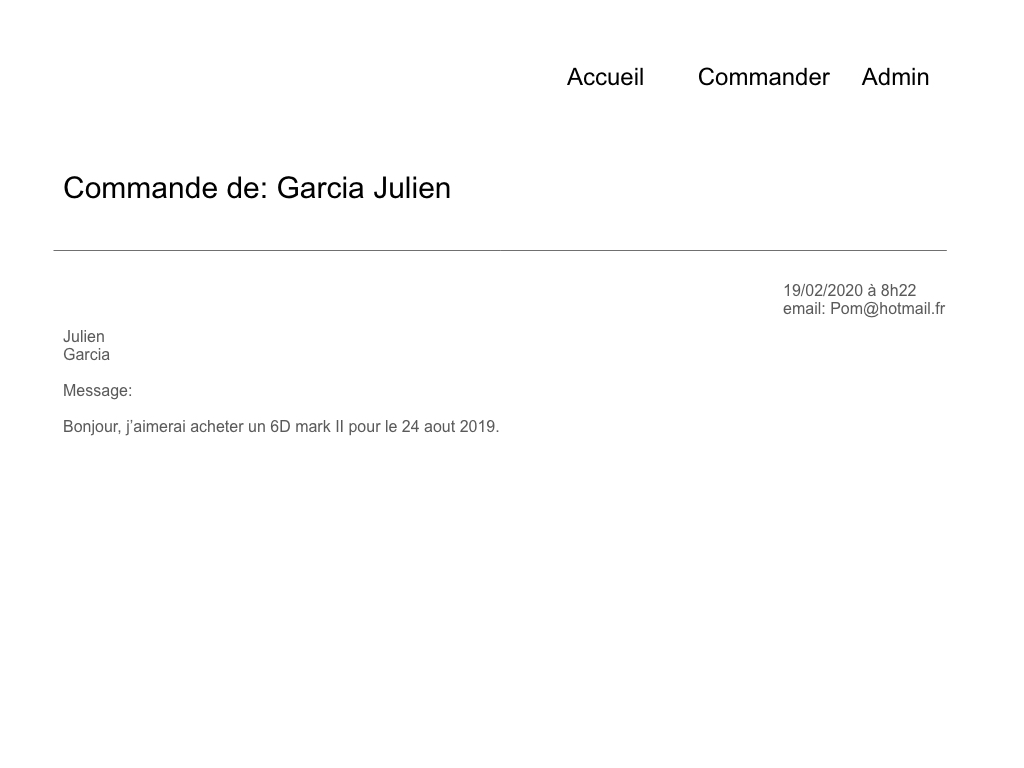 Accueil Commander Admin
Commande de: Garcia Julien
19/02/2020 à 8h22
email: Pom@hotmail.fr
Julien
Garcia
Message:
Bonjour, j’aimerai acheter un 6D mark II pour le 24 aout 2019.